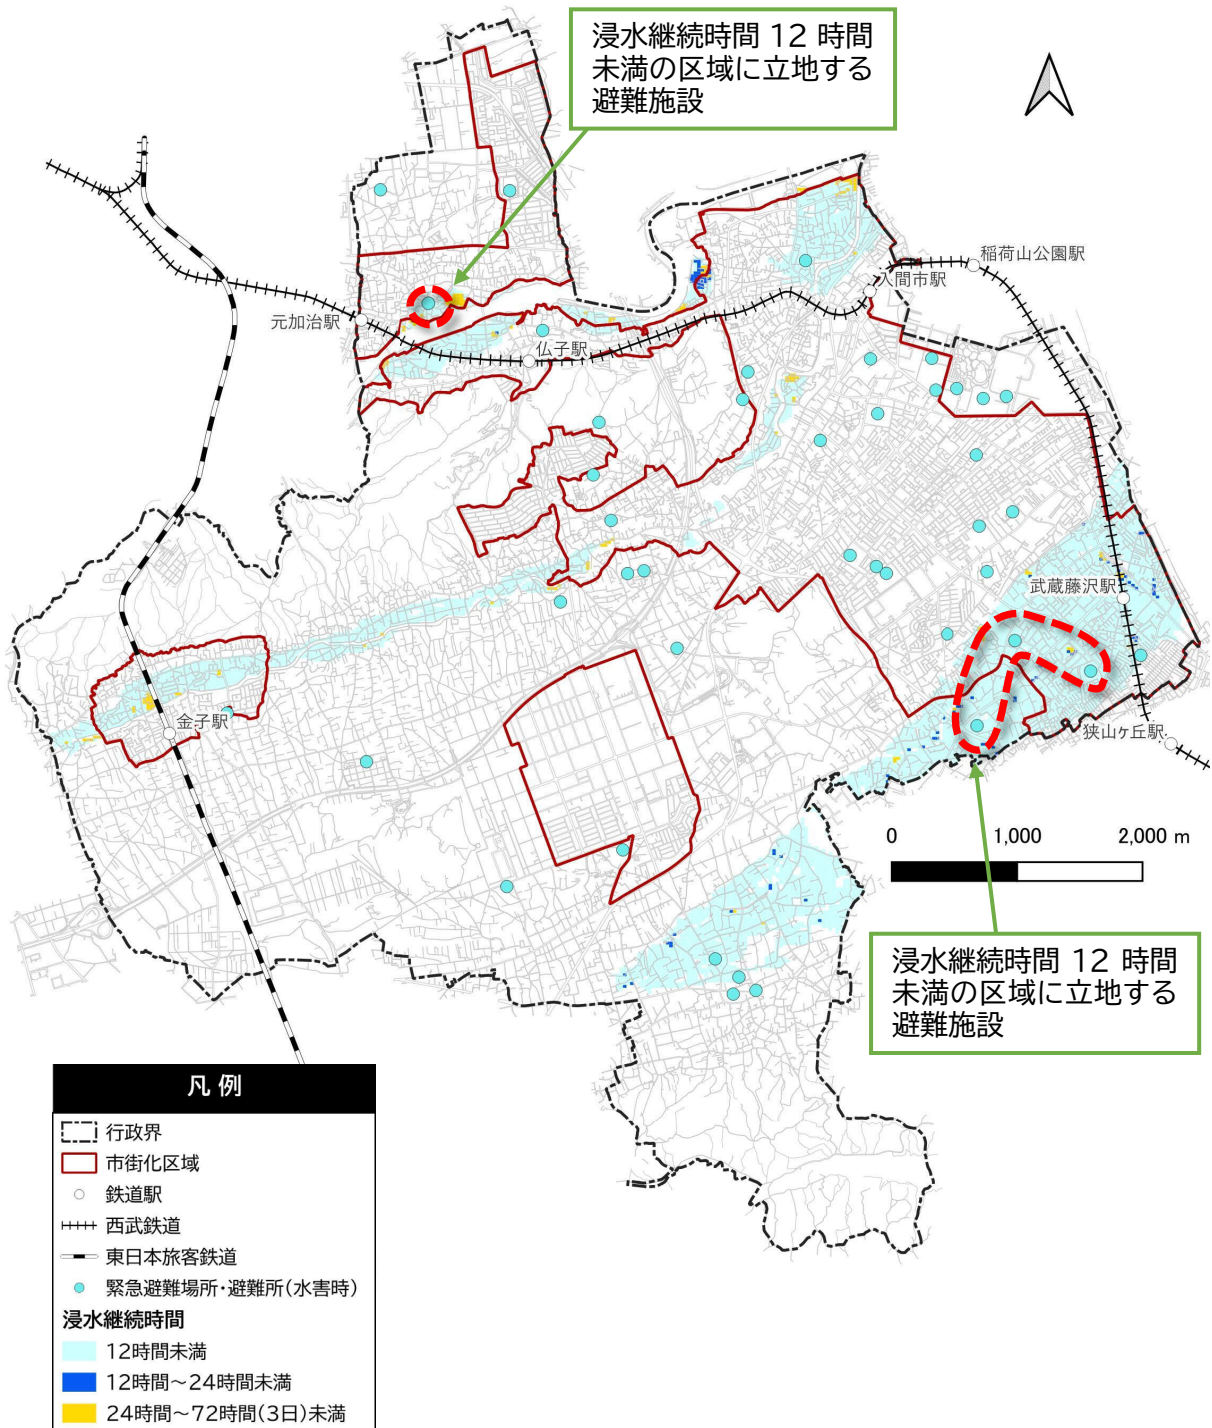 浸水継続時間 12 時間
未満の区域に立地する
避難施設
稲荷山公園駅
入間市駅
元加治駅
仏子駅
武蔵藤沢駅
金子駅
狭山ヶ丘駅
0 1,000 2,000 m
浸水継続時間 12 時間
未満の区域に立地する
避難施設
凡例
行政界
市街化区域
鉄道駅
西武鉄道
東日本旅客鉄道
緊急避難場所・避難所(水害時)
浸水継続時間
12時間未満
12時間～24時間未満
24時間～72時間(3日)未満